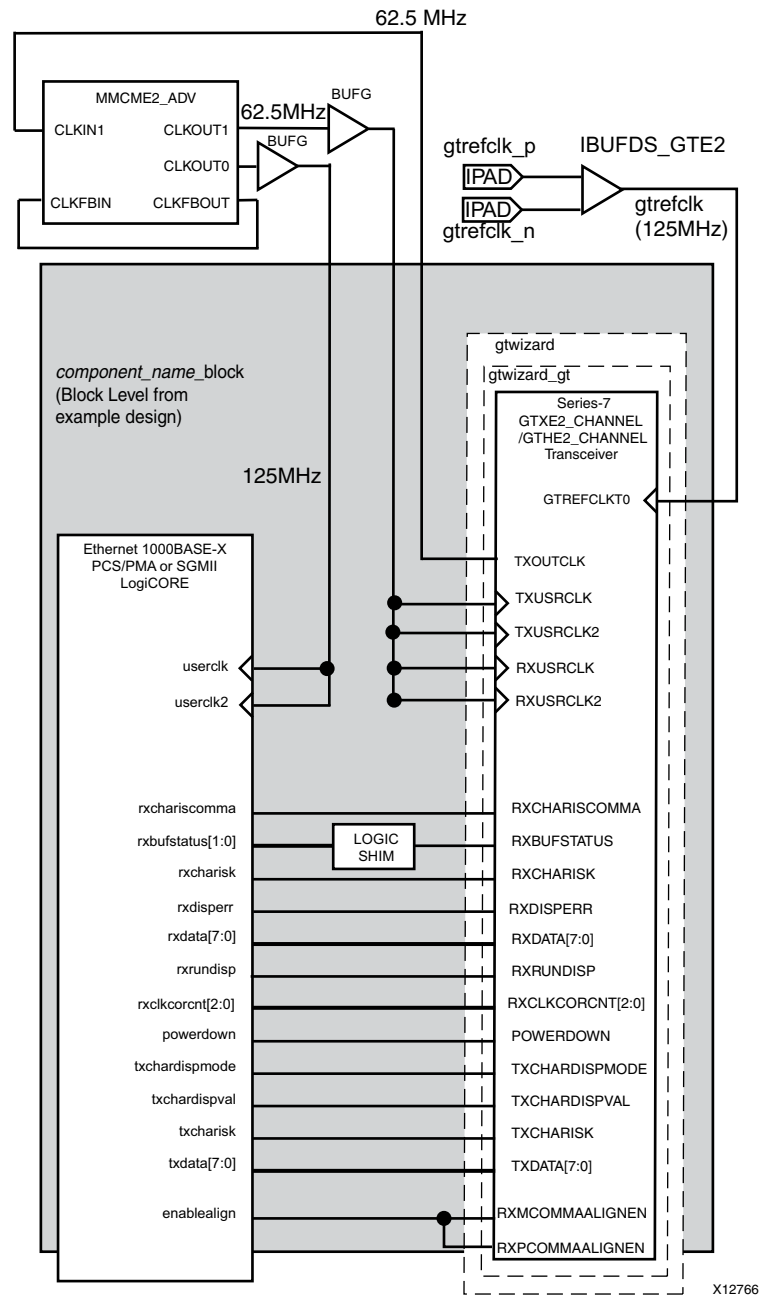 62.5 MHz
MMCME2_ADV
CLKIN1
CLKOUT1
CLKOUT0
CLKFBIN
CLKFBOUT
62.5MHz
BUFG
BUFG
gtrefclk_p
IBUFDS_GTE2
IPAD
IPAD
gtrefclk_n
gtrefclk
(125MHz)
component_name_block
(Block Level from
example design)
125MHz
gtwizard
gtwizard_gt
Series-7
GTXE2_CHANNEL
/GTHE2_CHANNEL
Transceiver
GTREFCLKT0
TXOUTCLK
TXUSRCLK
TXUSRCLK2
RXUSRCLK
RXUSRCLK2
Ethernet 1000BASE-X
PCS/PMA or SGMII
LogiCORE
userclk
userclk2
rxchariscomma
RXCHARISCOMMA
rxbufstatus[1:0]
LOGIC
SHIM
RXBUFSTATUS
rxcharisk
RXCHARISK
rxdisperr
RXDISPERR
rxdata[7:0]
RXDATA[7:0]
rxrundisp
RXRUNDISP
rxclkcorcnt[2:0]
RXCLKCORCNT[2:0]
powerdown
POWERDOWN
txchardispmode
TXCHARDISPMODE
txchardispval
TXCHARDISPVAL
txcharisk
TXCHARISK
txdata[7:0]
TXDATA[7:0]
enablealign
RXMCOMMAALIGNEN
RXPCOMMAALIGNEN
X12766